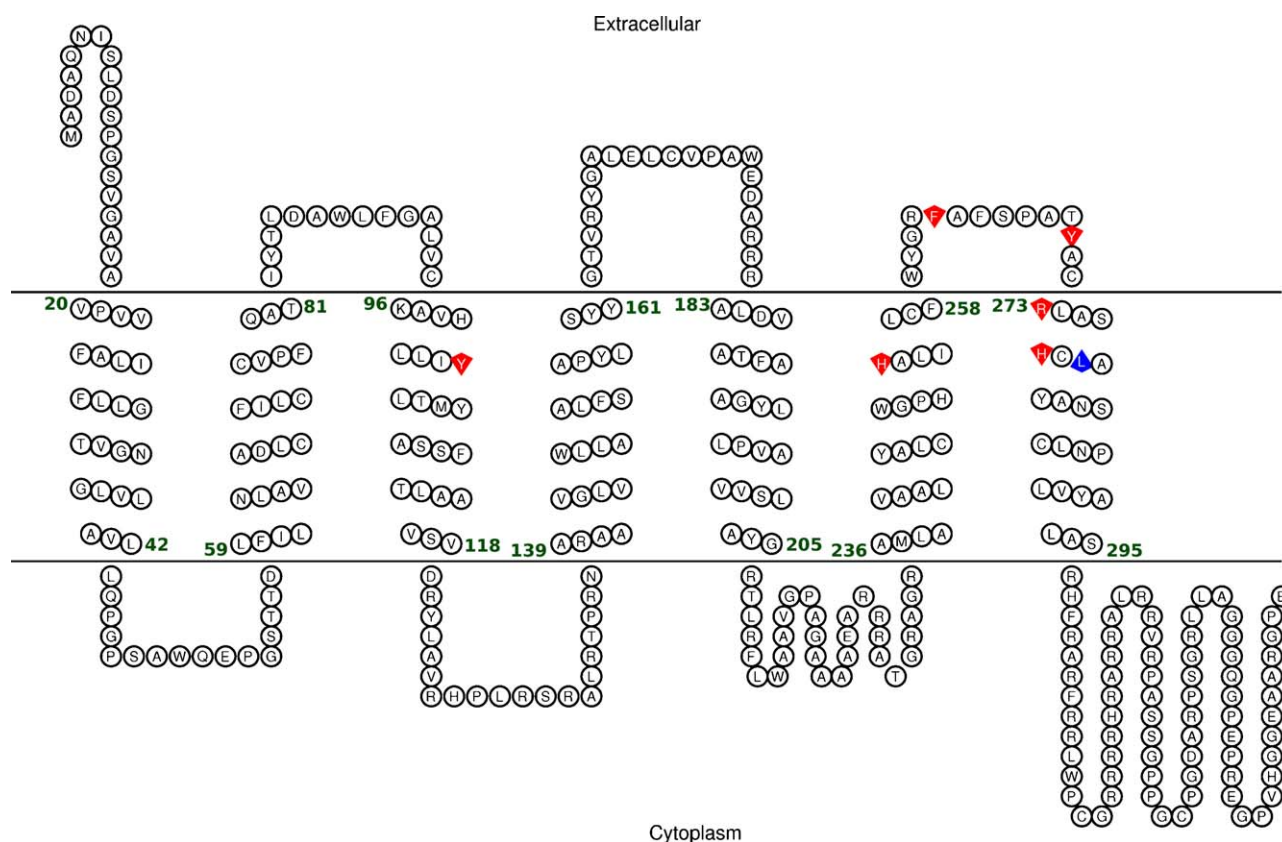 Extracellular
N I
Q S
A L
D D
A S
M P
G A L E L C V P A W
S G E
V Y D
G L D A W L F G A R A R F A F S P A T
A T L V R G Y
V Y V T R Y A
A I C G R W C
20 V P V V Q A T 81 96 K A V H S Y Y 161 183 A L D V L C F 258 273 R L A S
F A L I C V P F L L I Y A P Y L A T F A H A L I H C L A
F L L G F I L C L T M Y A L F S A G Y L W G P H Y A N S
T V G N A D L C A S S F W L L A L P V A Y A L C C L N P
G L V L N L A V T L A A V G L V V V S L V A A L L V Y A
A V L 42 59 L F I L V S V 118 139 A R A A A Y G 205 236 A M L A L A S 295
L D D N R R R
Q T R R T G P R G H L R L A E
P T Y P L V A A R A F A R L G P
G S L T R A G E R R R R V R G G
P S A W Q E P G A R F A A A A G A R R G G R
V L L W A A T R A P S Q A
R H P L R S R A A R A P G A
R H S R P E
R R S A E G
L R G D P G
W R P G R H
P R P P E V
C G G C G P
Cytoplasm